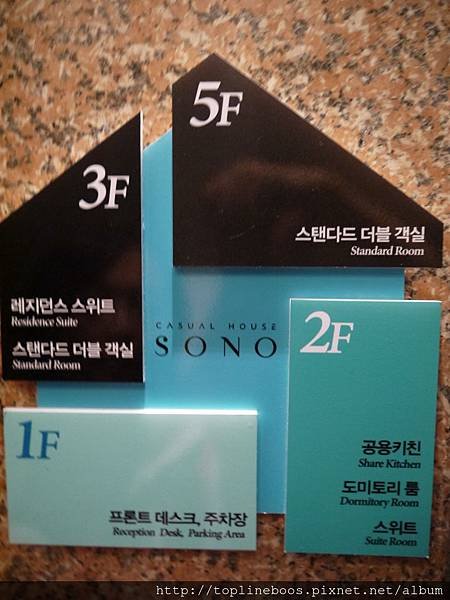 5F
스탠다드 더블 객실
Standard Room
3F
레지던스 스위트
Residence Suite
스탠다드 더블 객실
Standard Room
CASUAL HOUSE
SONO
2F
공용키친
Share Kitchen
도미토리 룸
Dormitory Room
스위트
Suite Room
1F
프론트 데스크, 주차장
Reception Desk, Parking Area
http://toplineboos.pixnet.net/album